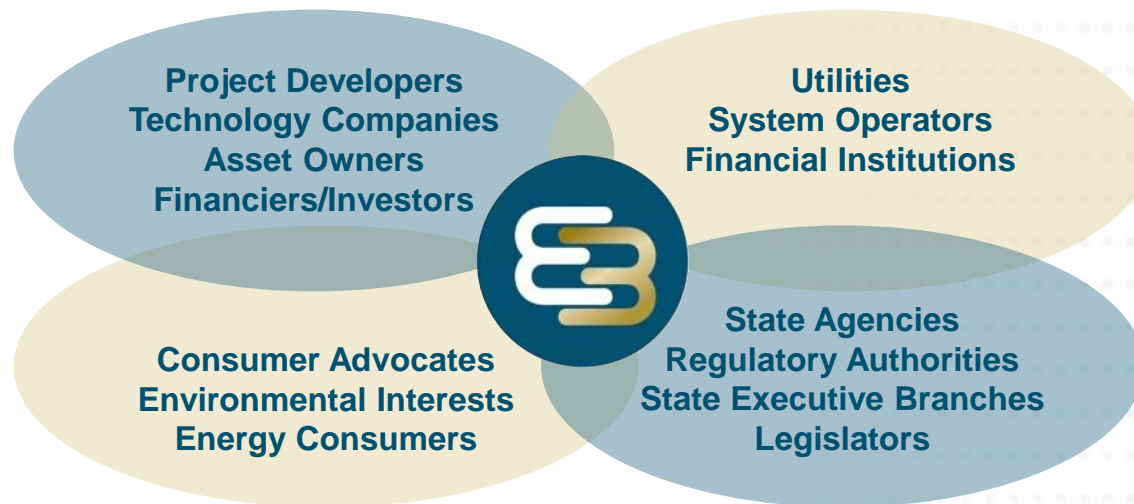 Project Developers
Technology Companies
Asset Owners
Financiers/Investors
Utilities
System Operators
Financial Institutions
E3
Consumer Advocates
Environmental Interests
Energy Consumers
State Agencies
Regulatory Authorities
State Executive Branches
Legislators